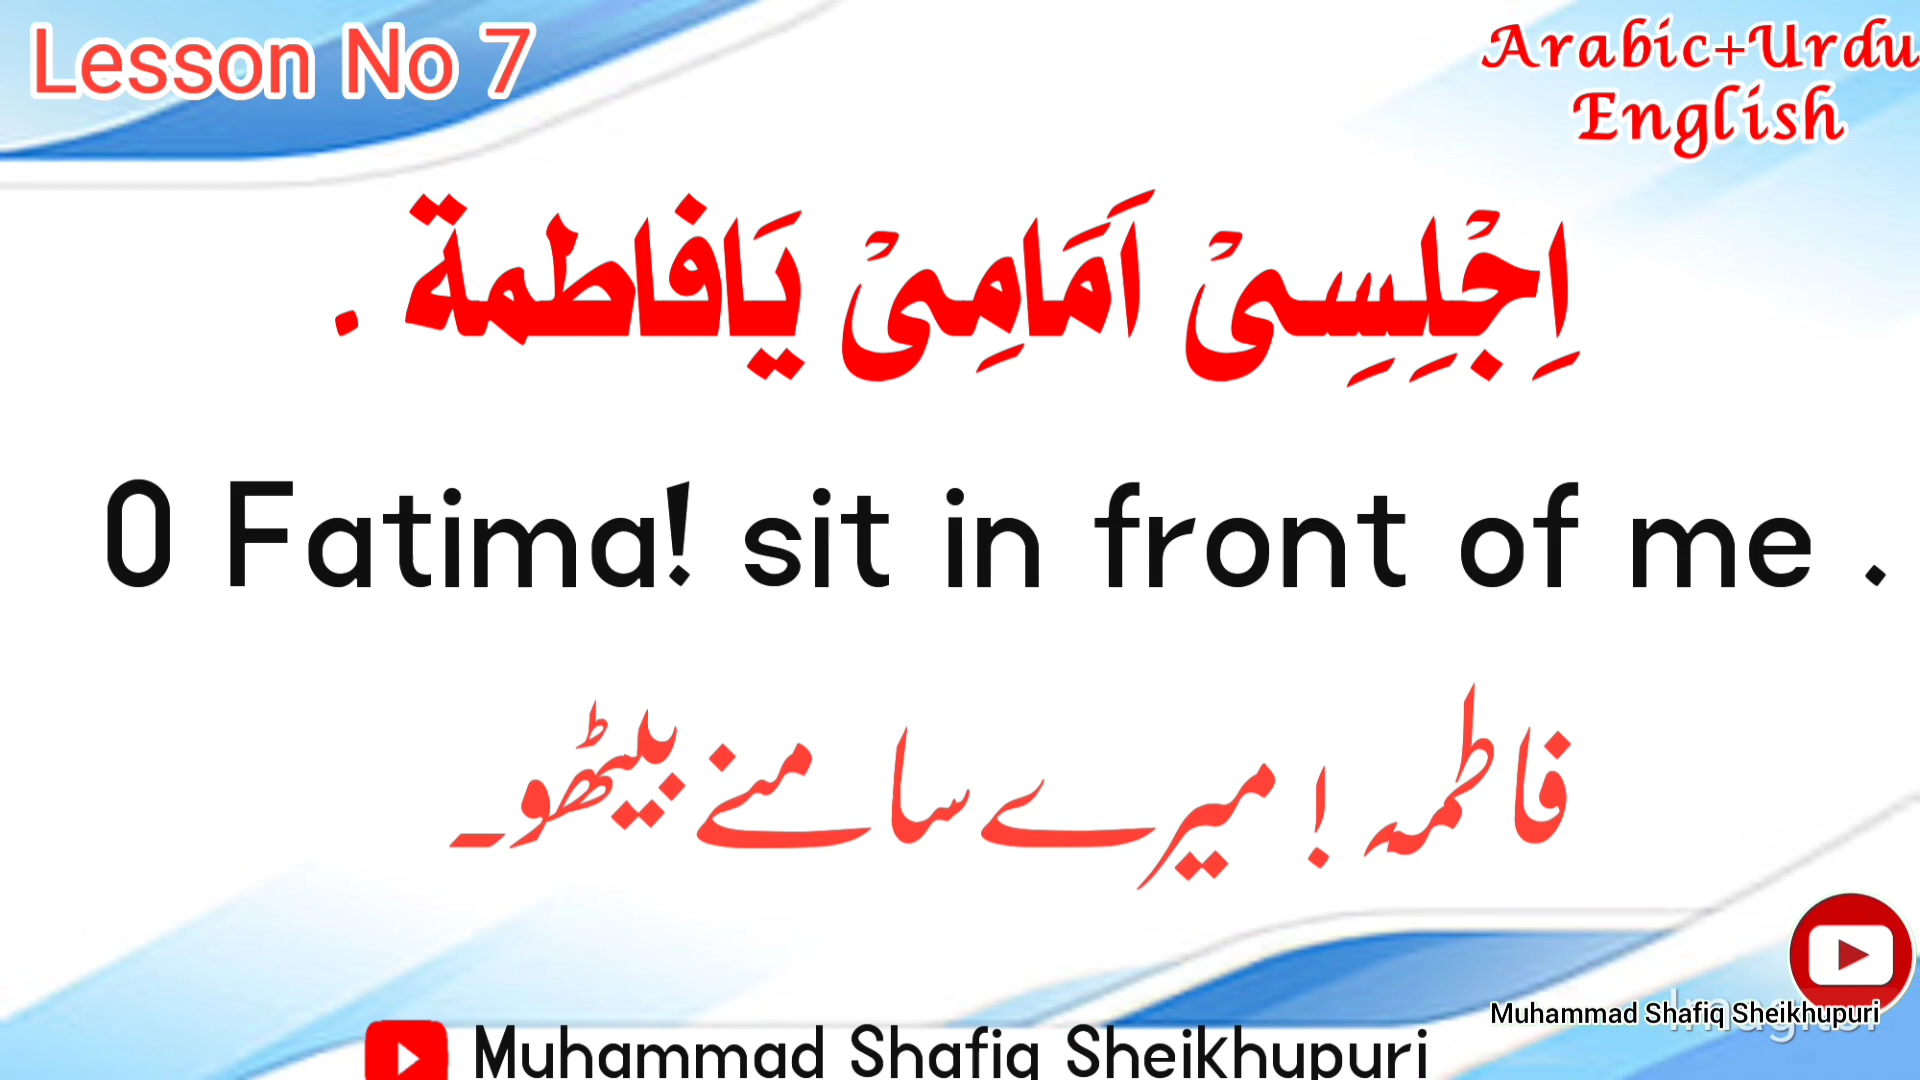 Lesson No 7
Arabic+Urdu
English
اِجْلِسِیْ اَمَامِیْ یَافاطمة .
O Fatima! sit in front of me .
فاطمہ ! میرے سامنے بیٹھو۔
Muhammad Shafiq Sheikhupuri
Muhammad Shafiq Sheikhupuri